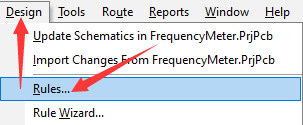 Design Tools Route Reports Window Help
Update Schematics in FrequencyMeter.PrjPcb
Import Changes From FrequencyMeter.PrjPcb
Rules...
Rule Wizard...